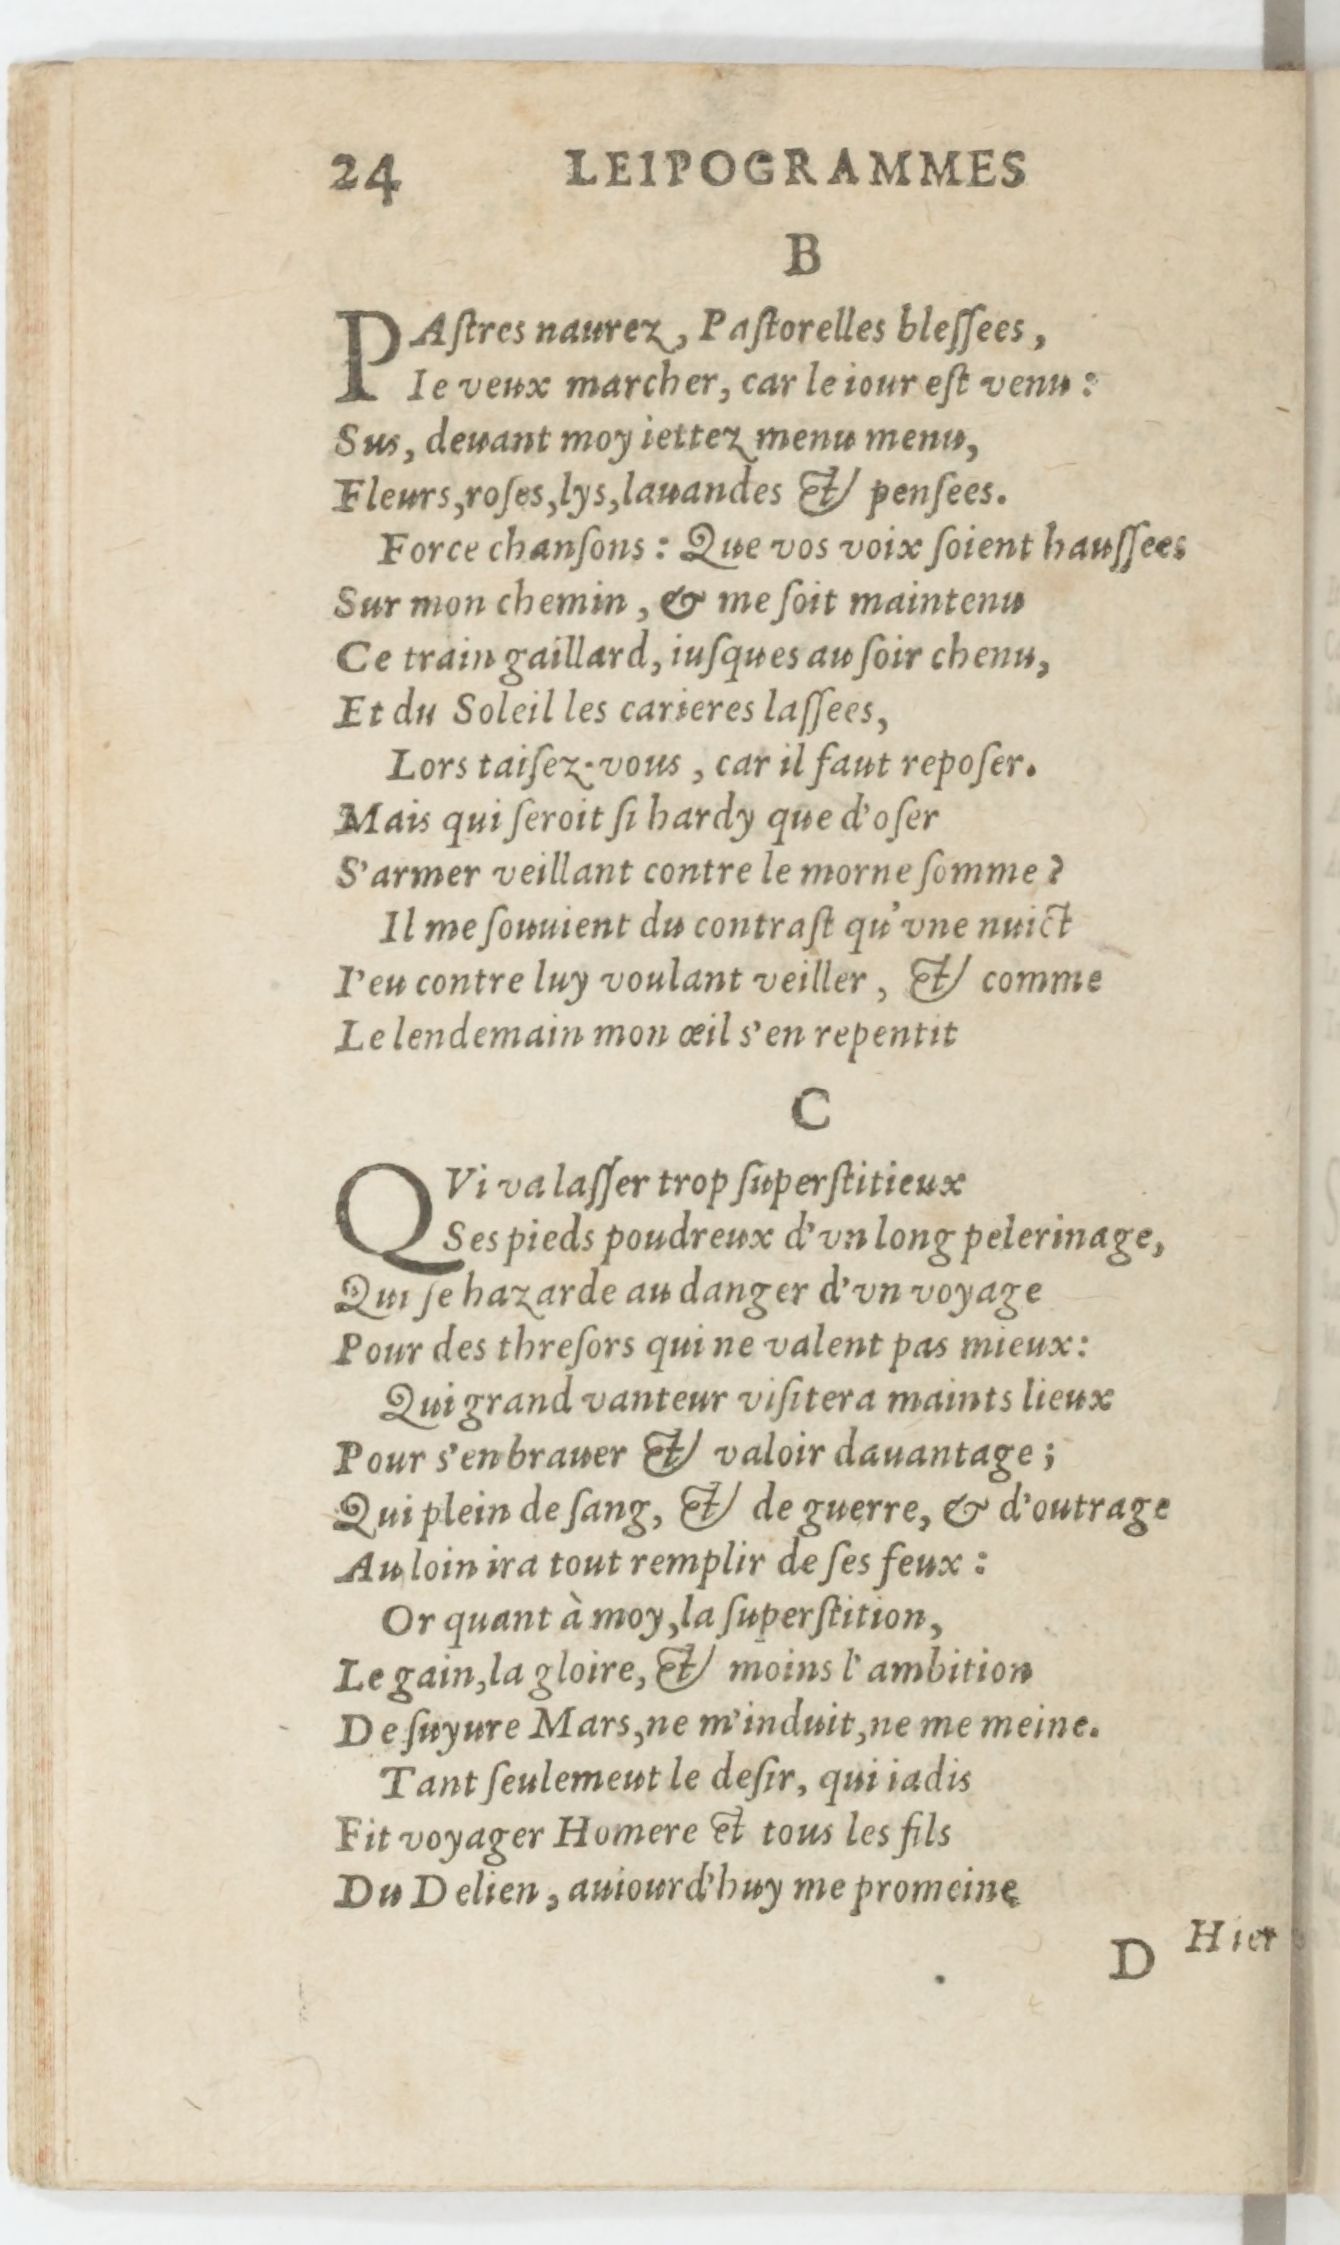 24 LEIPOGRAMMES
B
PAſtres naurez, Paſtorelles bleſſees,
Ie veux marcher, car le iour eſt venu :
Sus, deuant moy iettez menu menu,
Fleurs, roſes, lys, lauandes & penſees.
Force chanſons : Que vos voix ſoient hauſſees
Sur mon chemin, & me ſoit maintenu
Ce train gaillard, iuſques au ſoir chenu,
Et du Soleil les carieres laſſees,
Lors taiſez-vous, car il faut repoſer.
Mais qui ſeroit ſi hardy que d'oſer
S'armer veillant contre le morne ſomme ?
Il me ſouuient du contraſt qu'vne nuict
I'eu contre luy voulant veiller, & comme
Le lendemain mon œil s'en repentit
C
QVi va laſſer trop ſuperſtitieux
Ses pieds poudreux d'vn long pelerinage,
Qui ſe hazarde au danger d'vn voyage
Pour des threſors qui ne valent pas mieux :
Qui grand vanteur viſitera maints lieux
Pour s'en brauer & valoir dauantage ;
Qui plein de ſang, & de guerre, & d'outrage
Au loin ira tout remplir de ſes feux :
Or quant à moy, la ſuperſtition,
Le gain, la gloire, & moins l'ambition
De ſuyure Mars, ne m'induit, ne me meine.
Tant ſeulemeut le deſir, qui iadis
Fit voyager Homere & tous les fils
Du Delien, auiourd'huy me promeine
D Hier